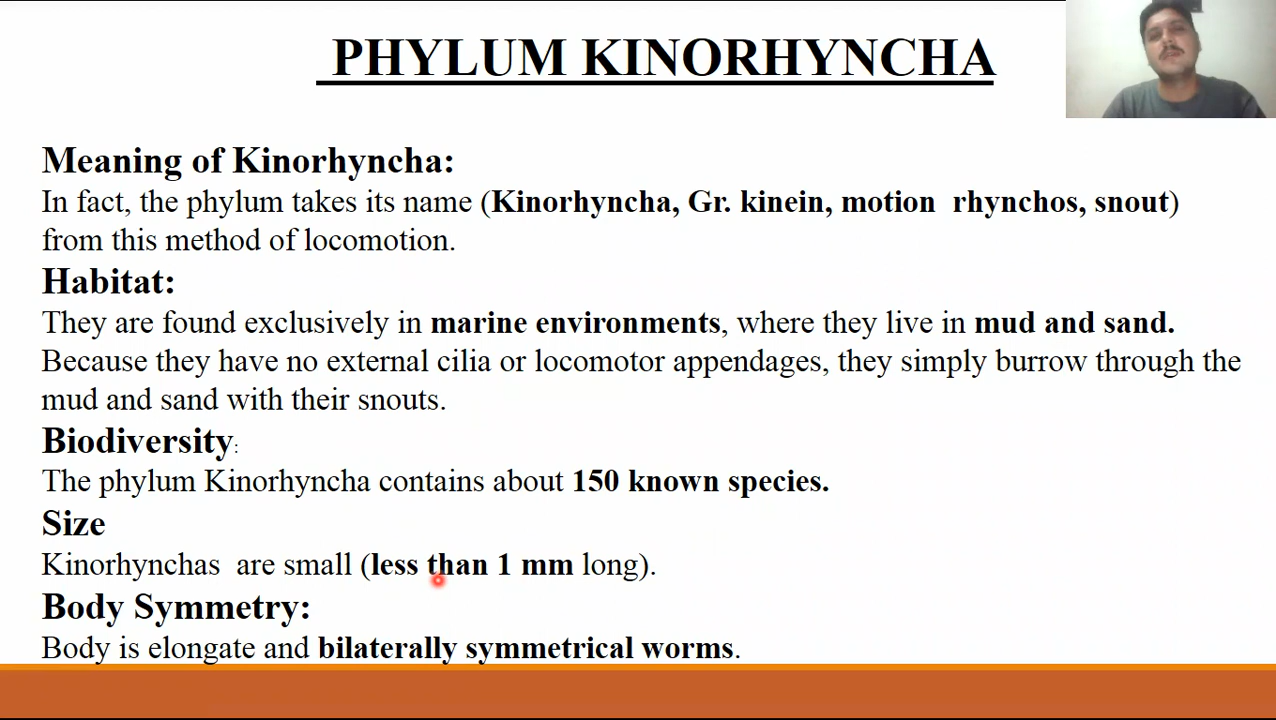 PHYLUM KINORHYNCHA
Meaning of Kinorhyncha:
In fact, the phylum takes its name (Kinorhyncha, Gr. kinein, motion rhynchos, snout)
from this method of locomotion.
Habitat:
They are found exclusively in marine environments, where they live in mud and sand.
Because they have no external cilia or locomotor appendages, they simply burrow through the
mud and sand with their snouts.
Biodiversity:
The phylum Kinorhyncha contains about 150 known species.
Size
Kinorhynchas are small (less than 1 mm long).
Body Symmetry:
Body is elongate and bilaterally symmetrical worms.